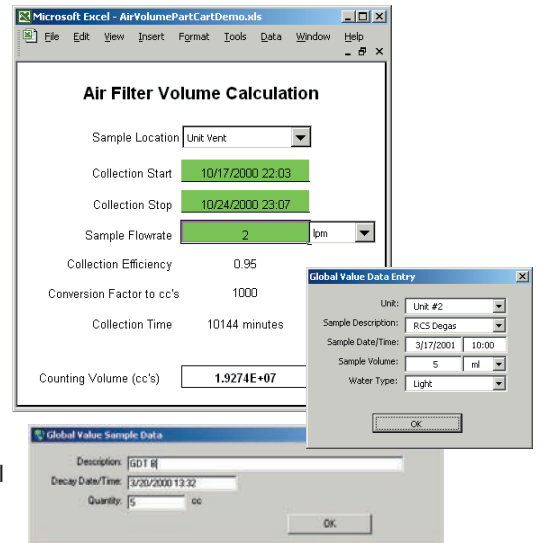 Microsoft Excel - AirVolumePartCartDemo.xls
File Edit View Insert Format Tools Data Window Help
Air Filter Volume Calculation
Sample Location Unit Vent
Collection Start 10/17/2000 22:03
Collection Stop 10/24/2000 23:07
Sample Flowrate 2 lpm
Collection Efficiency 0.95
Conversion Factor to cc's 1000
Collection Time 10144 minutes
Counting Volume (cc's) 1.9274E+07
Global Value Data Entry
Unit: Unit #2
Sample Description: RCS Degas
Sample Date/Time: 3/17/2001 10:00
Sample Volume: 5 ml
Water Type: Light
OK
Global Value Sample Data
Description: GDT B
Decay Date/Time: 3/20/2000 13:32
Quantity: 5 cc
OK